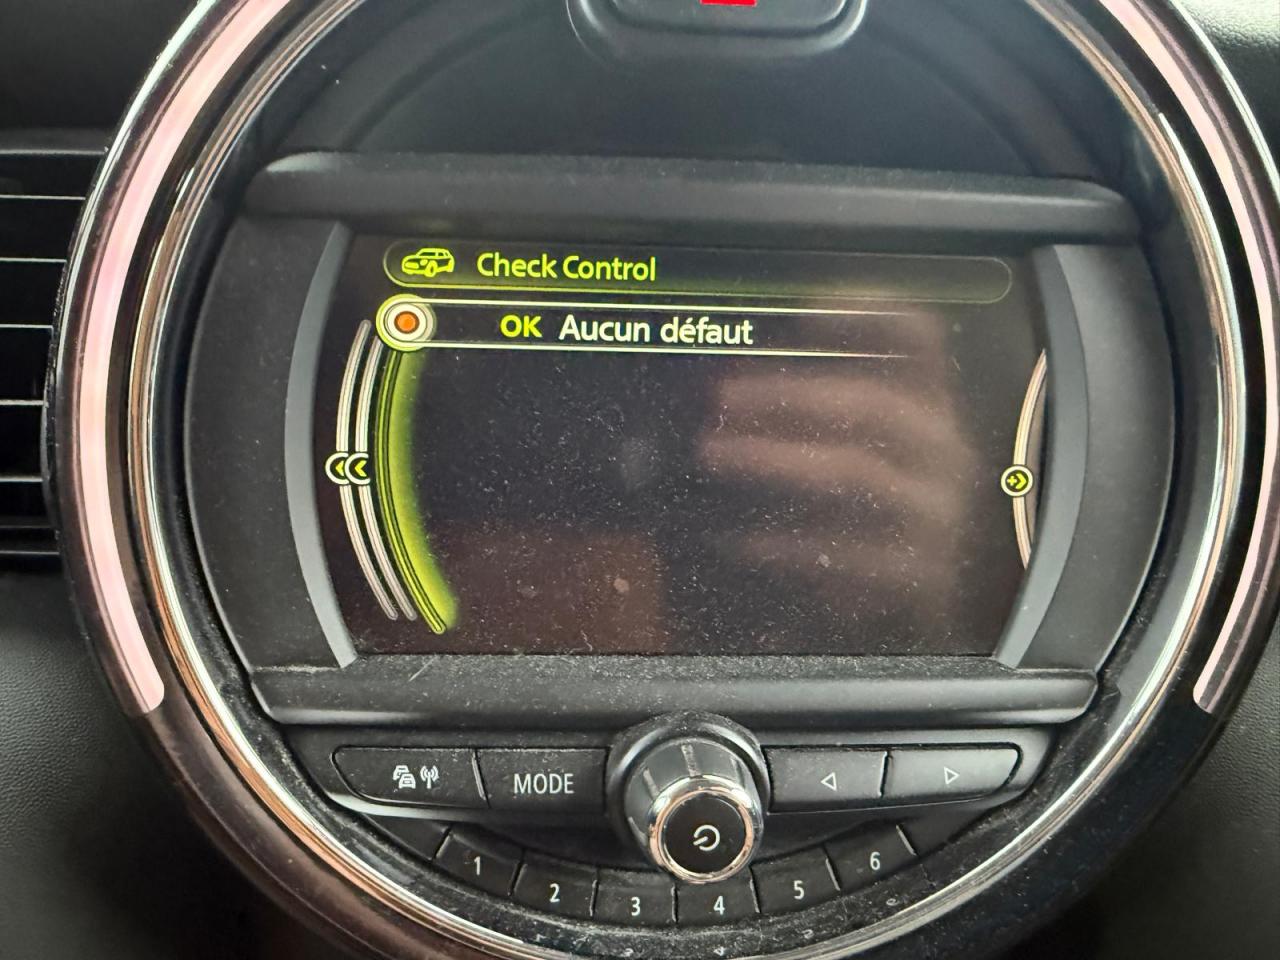 Check Control
OK Aucun défaut
MODE
1 2 3 4 5 6